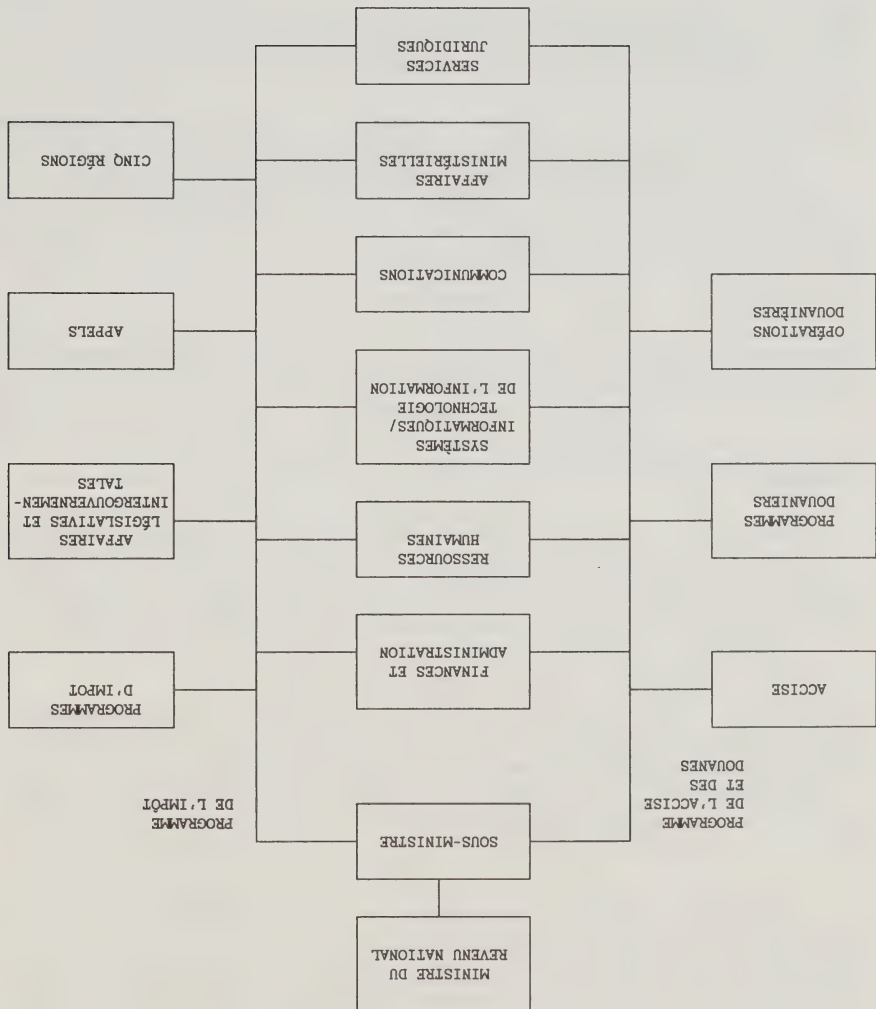 MINISTRE DU
REVENU NATIONAL
SOUS-MINISTRE
PROGRAMME
DE L'ACCISE
ET DES
DOUANES
PROGRAMME
DE L'IMPÔT
ACCISE
FINANCES ET
ADMINISTRATION
PROGRAMMES
D'IMPOT
PROGRAMMES
DOUANIERS
RESSOURCES
HUMAINES
AFFAIRES
LÉGISLATIVES ET
INTERGOUVERNEMEN-
TALES
SYSTÈMES
INFORMATIQUES/
TECHNOLOGIE
DE L'INFORMATION
OPÉRATIONS
DOUANIÈRES
COMMUNICATIONS
APPELS
AFFAIRES
MINISTÉRIELLES
CINQ RÉGIONS
SERVICES
JURIDIQUES